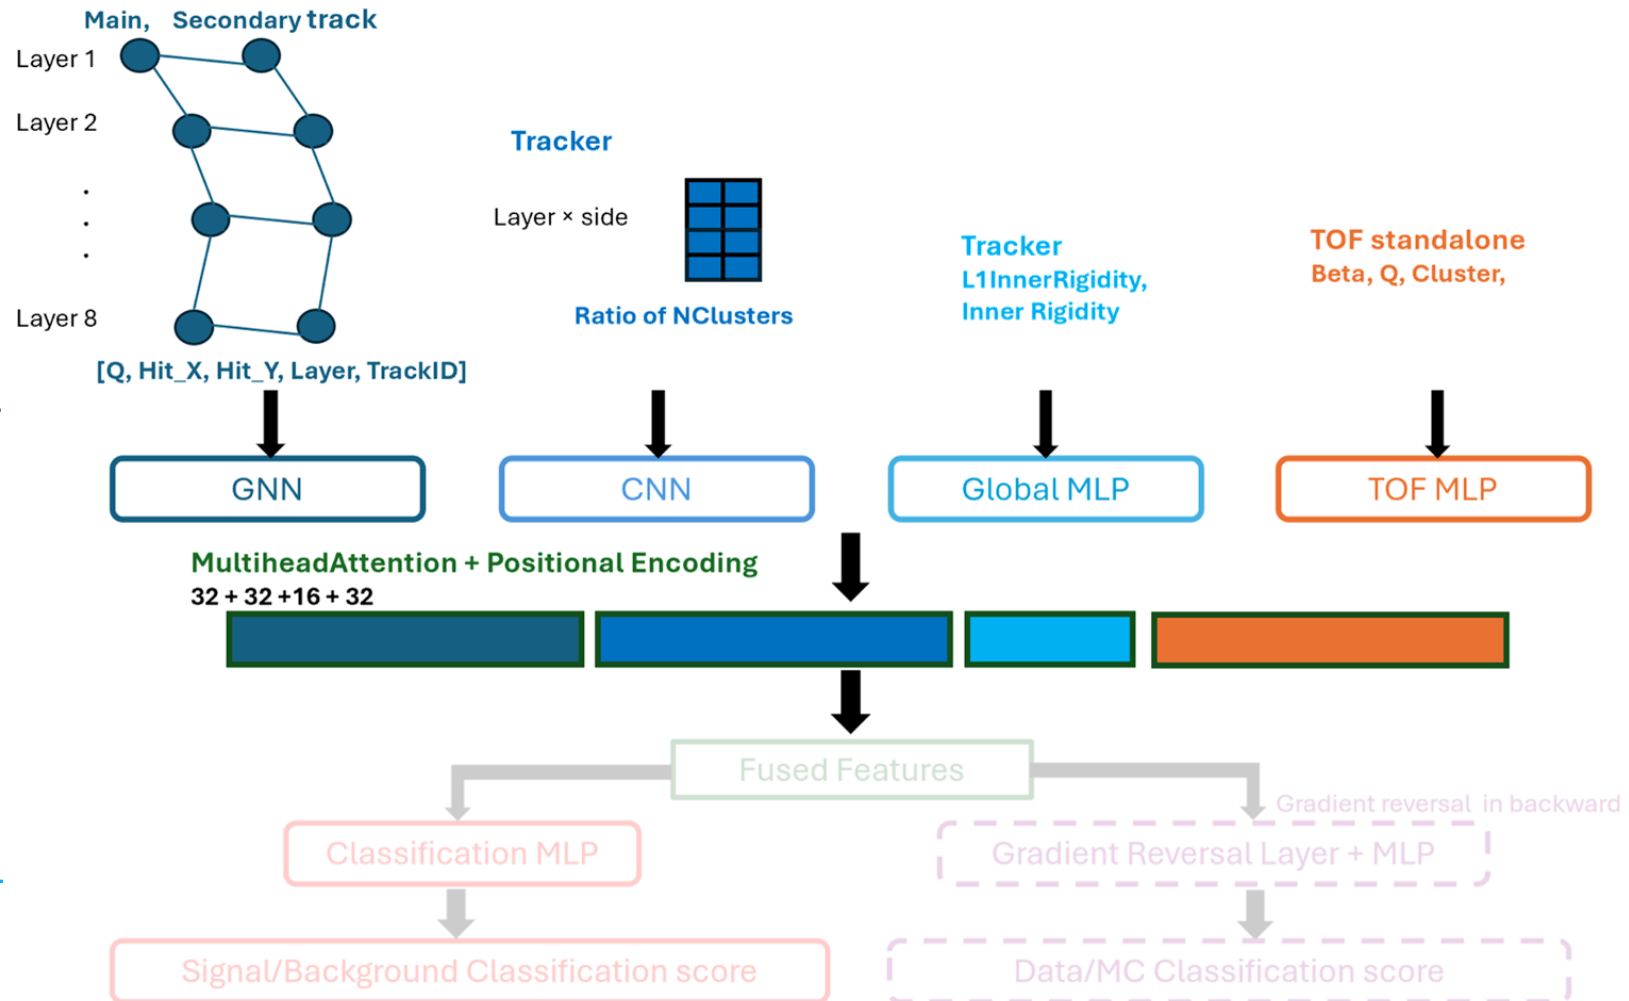 Main, Secondary track
Layer 1
Layer 2
.
.
.
Layer 8
[Q, Hit_X, Hit_Y, Layer, TrackID]
Tracker
Layer × side
Ratio of NClusters
Tracker
L1InnerRigidity,
Inner Rigidity
TOF standalone
Beta, Q, Cluster,
GNN
CNN
Global MLP
TOF MLP
MultiheadAttention + Positional Encoding
32 + 32 +16 + 32
Fused Features
Gradient reversal in backward
Classification MLP
Gradient Reversal Layer + MLP
Signal/Background Classification score
Data/MC Classification score